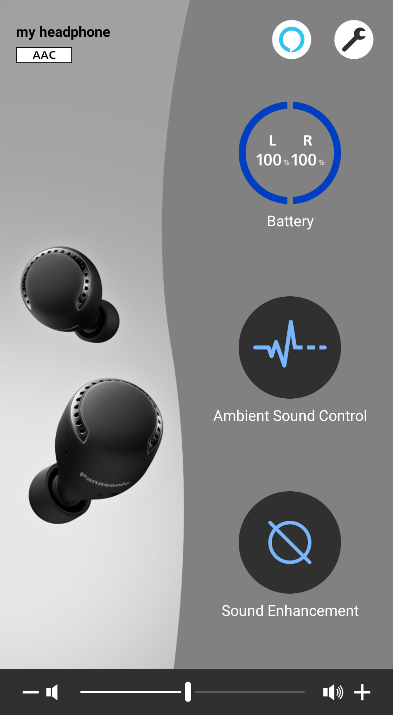 my headphone
AAC
L R
100 % 100 %
Battery
Ambient Sound Control
Panasonic
Sound Enhancement